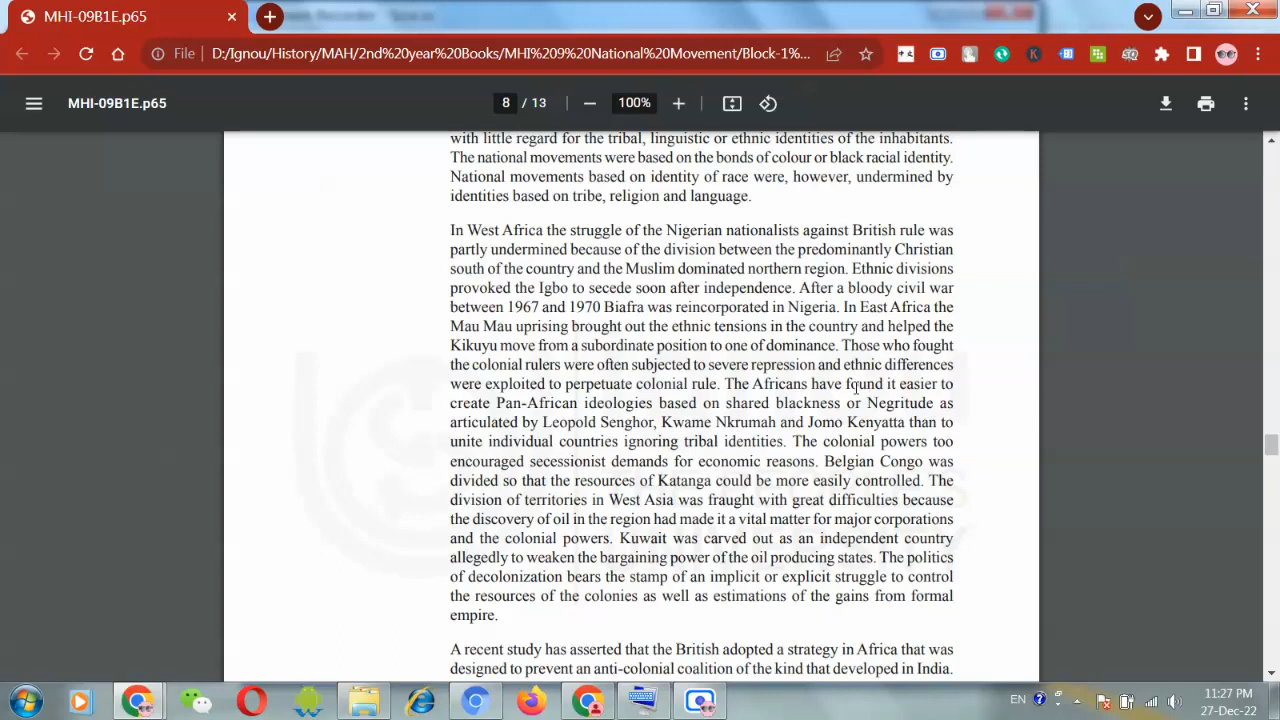 MHI-09B1E.p65
File
D:/Ignou/History/MAH/2nd%20year%20Books/MHI%209%20National%20Movement/Block-1%...
MHI-09B1E.p65
8 / 13
100%
with little regard for the tribal, linguistic or ethnic identities of the inhabitants.
The national movements were based on the bonds of colour or black racial identity.
National movements based on identity of race were, however, undermined by
identities based on tribe, religion and language.
In West Africa the struggle of the Nigerian nationalists against British rule was
partly undermined because of the division between the predominantly Christian
south of the country and the Muslim dominated northern region. Ethnic divisions
provoked the Igbo to secede soon after independence. After a bloody civil war
between 1967 and 1970 Biafra was reincorporated in Nigeria. In East Africa the
Mau Mau uprising brought out the ethnic tensions in the country and helped the
Kikuyu move from a subordinate position to one of dominance. Those who fought
the colonial rulers were often subjected to severe repression and ethnic differences
were exploited to perpetuate colonial rule. The Africans have found it easier to
create Pan-African ideologies based on shared blackness or Negritude as
articulated by Leopold Senghor, Kwame Nkrumah and Jomo Kenyatta than to
unite individual countries ignoring tribal identities. The colonial powers too
encouraged secessionist demands for economic reasons. Belgian Congo was
divided so that the resources of Katanga could be more easily controlled. The
division of territories in West Asia was fraught with great difficulties because
the discovery of oil in the region had made it a vital matter for major corporations
and the colonial powers. Kuwait was carved out as an independent country
allegedly to weaken the bargaining power of the oil producing states. The politics
of decolonization bears the stamp of an implicit or explicit struggle to control
the resources of the colonies as well as estimations of the gains from formal
empire.
A recent study has asserted that the British adopted a strategy in Africa that was
designed to prevent an anti-colonial coalition of the kind that developed in India.
EN
11:27 PM
27-Dec-22